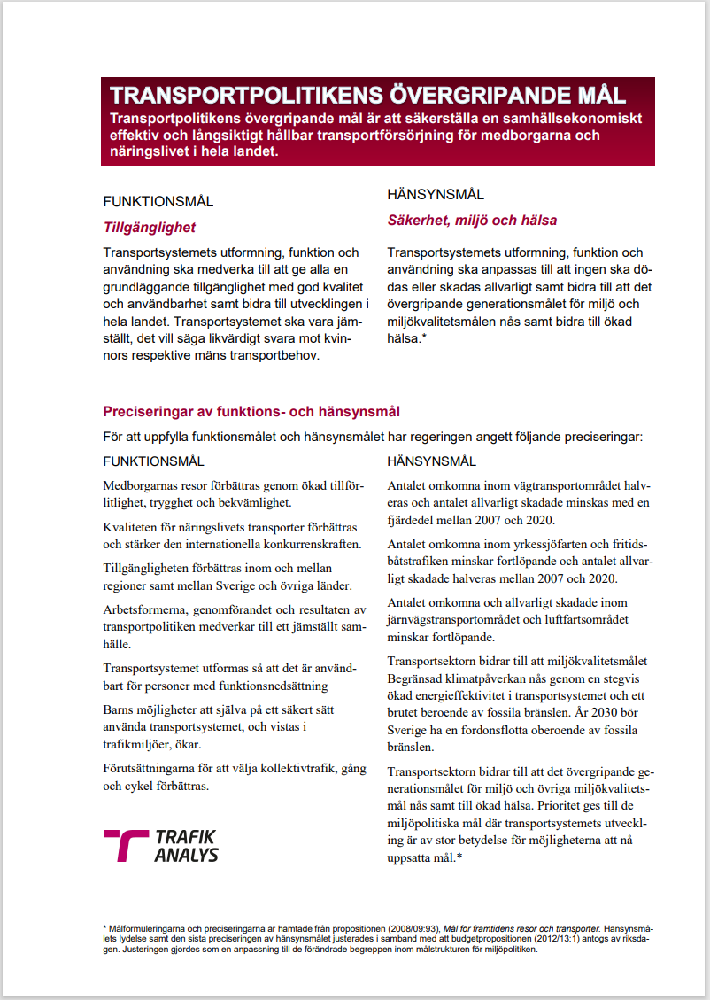 TRANSPORTPOLITIKENS ÖVERGRIPANDE MÅL
Transportpolitikens övergripande mål är att säkerställa en samhällsekonomiskt
effektiv och långsiktigt hållbar transportförsörjning för medborgarna och
näringslivet i hela landet.
FUNKTIONSMÅL
Tillgänglighet
Transportsystemets utformning, funktion och
användning ska medverka till att ge alla en
grundläggande tillgänglighet med god kvalitet
och användbarhet samt bidra till utvecklingen i
hela landet. Transportsystemet ska vara jäm-
ställt, det vill säga likvärdigt svara mot kvin-
nors respektive mäns transportbehov.
HÄNSYNSMÅL
Säkerhet, miljö och hälsa
Transportsystemets utformning, funktion och
användning ska anpassas till att ingen ska dö-
das eller skadas allvarligt samt bidra till att det
övergripande generationsmålet för miljö och
miljökvalitetsmålen nås samt bidra till ökad
hälsa.*
Preciseringar av funktions- och hänsynsmål
För att uppfylla funktionsmålet och hänsynsmålet har regeringen angett följande preciseringar:
FUNKTIONSMÅL
Medborgarnas resor förbättras genom ökad tillför-
litlighet, trygghet och bekvämlighet.
Kvaliteten för näringslivets transporter förbättras
och stärker den internationella konkurrenskraften.
Tillgängligheten förbättras inom och mellan
regioner samt mellan Sverige och övriga länder.
Arbetsformerna, genomförandet och resultaten av
transportpolitiken medverkar till ett jämställt sam-
hälle.
Transportsystemet utformas så att det är använd-
bart för personer med funktionsnedsättning
Barns möjligheter att själva på ett säkert sätt
använda transportsystemet, och vistas i
trafikmiljöer, ökar.
Förutsättningarna för att välja kollektivtrafik, gång
och cykel förbättras.
HÄNSYNSMÅL
Antalet omkomna inom vägtransportområdet halv-
eras och antalet allvarligt skadade minskas med en
fjärdedel mellan 2007 och 2020.
Antalet omkomna inom yrkessjöfarten och fritids-
båtstrafiken minskar fortlöpande och antalet allvar-
ligt skadade halveras mellan 2007 och 2020.
Antalet omkomna och allvarligt skadade inom
järnvägstransportområdet och luftfartsområdet
minskar fortlöpande.
Transportsektorn bidrar till att miljökvalitetsmålet
Begränsad klimatpåverkan nås genom en stegvis
ökad energieffektivitet i transportsystemet och ett
brutet beroende av fossila bränslen. År 2030 bör
Sverige ha en fordonsflotta oberoende av fossila
bränslen.
Transportsektorn bidrar till att det övergripande ge-
nerationsmålet för miljö och övriga miljökvalitets-
mål nås samt till ökad hälsa. Prioritet ges till de
miljöpolitiska mål där transportsystemets utveckl-
ing är av stor betydelse för möjligheterna att nå
uppsatta mål.*
TRAFIK
ANALYS
* Målformuleringarna och preciseringarna är hämtade från propositionen (2008/09:93), Mål för framtidens resor och transporter. Hänsynsmå-
lets lydelse samt den sista preciseringen av hänsynsmålet justerades i samband med att budgetpropositionen (2012/13:1) antogs av riksda-
gen. Justeringen gjordes som en anpassning till de förändrade begreppen inom målstrukturen för miljöpolitiken.